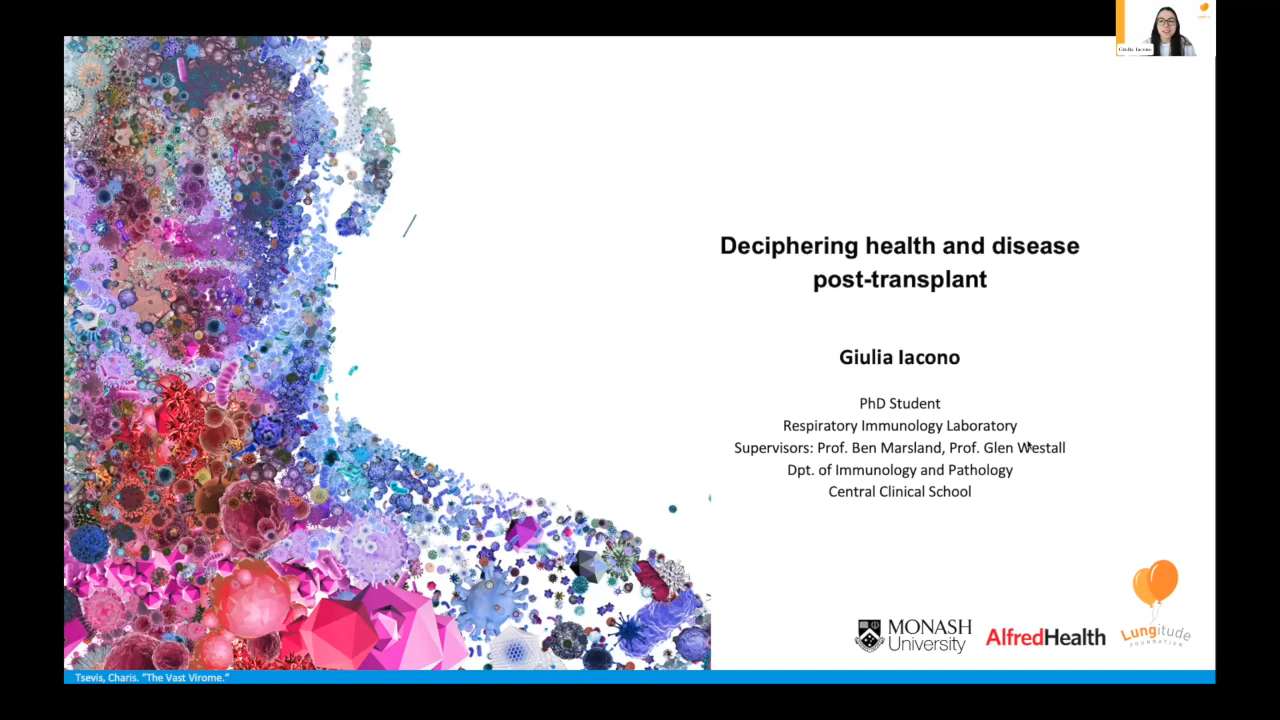 Giulia Iacono
Deciphering health and disease
post-transplant
Giulia Iacono
PhD Student
Respiratory Immunology Laboratory
Supervisors: Prof. Ben Marsland, Prof. Glen Westall
Dpt. of Immunology and Pathology
Central Clinical School
MONASH
University
AlfredHealth
Lungitude
FOUNDATION
Tsevis, Charis. "The Vast Virome."